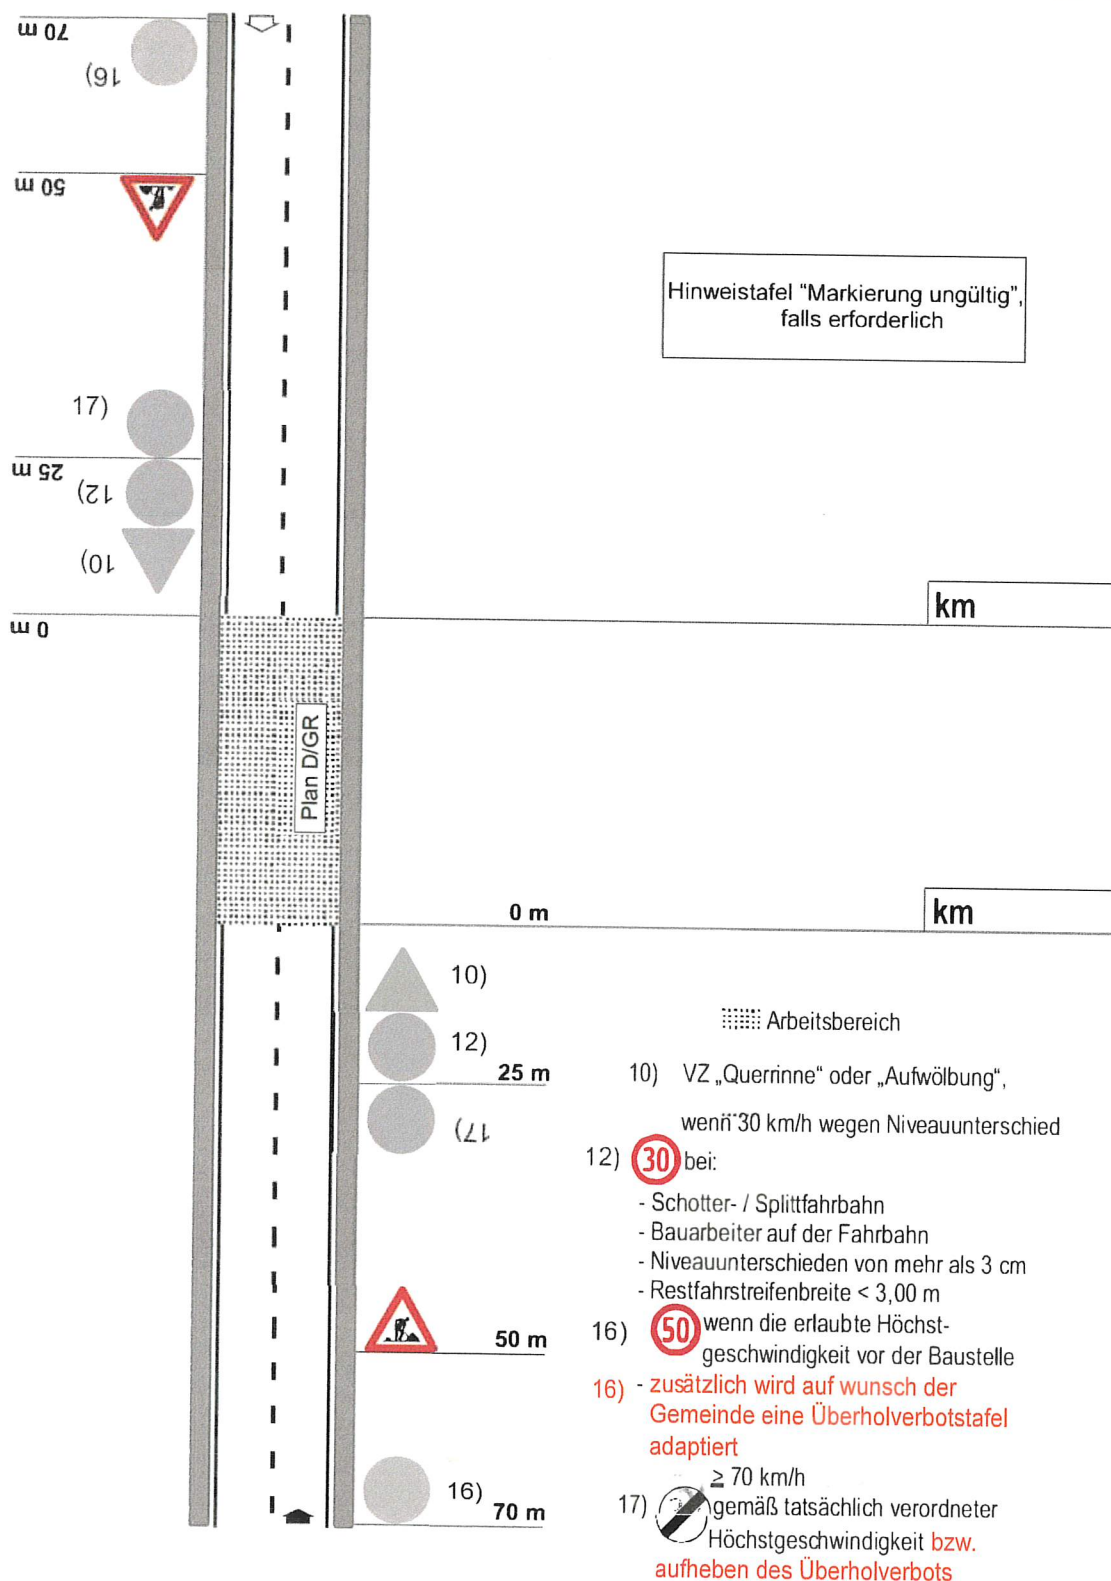 70 m
16)
50 m
Hinweistafel "Markierung ungültig",
falls erforderlich
17)
25 m
12)
10)
km
0 m
Plan D/GR
0 m
km
10)
Arbeitsbereich
12)
25 m
10) VZ „Querrinne“ oder „Aufwölbung“,
17)
wenn 30 km/h wegen Niveauunterschied
12) 30 bei:
- Schotter- / Splittfahrbahn
- Bauarbeiter auf der Fahrbahn
- Niveauunterschieden von mehr als 3 cm
- Restfahrstreifenbreite < 3,00 m
50 m
16) 50 wenn die erlaubte Höchst-
geschwindigkeit vor der Baustelle
16) - zusätzlich wird auf wunsch der
Gemeinde eine Überholverbotstafel
adaptiert
≥ 70 km/h
16)
70 m
17) gemäß tatsächlich verordneter
Höchstgeschwindigkeit bzw.
aufheben des Überholverbots